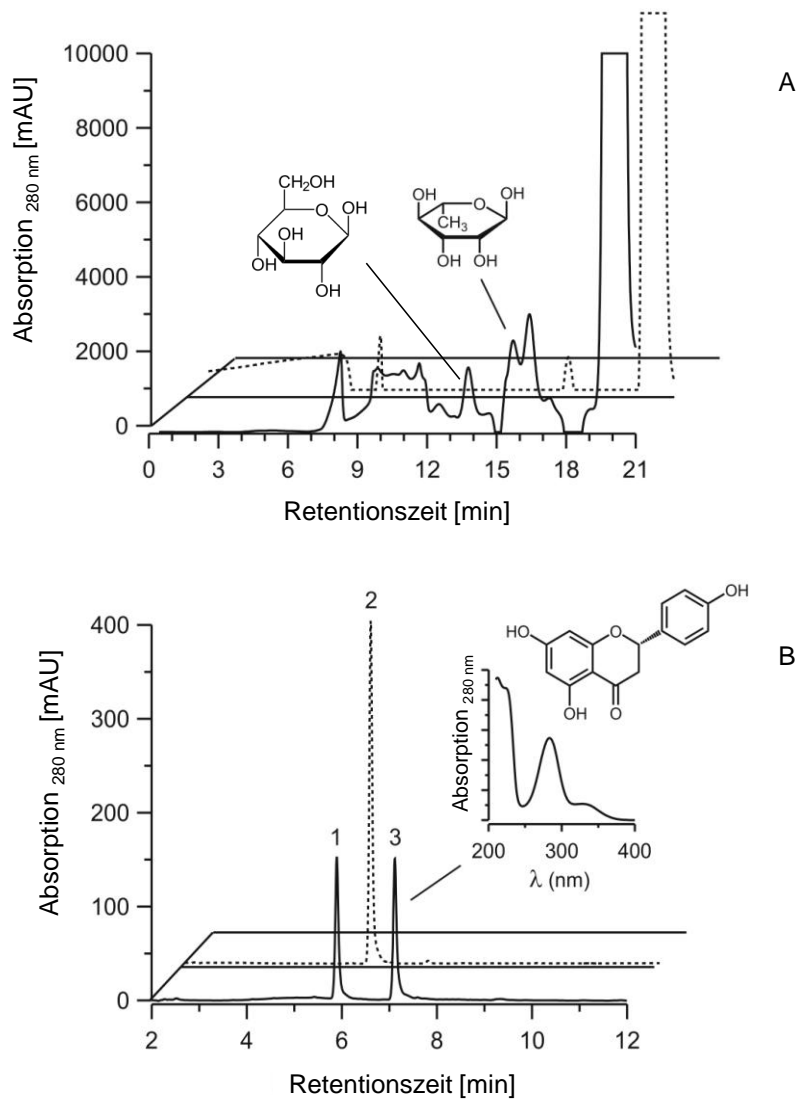 A
Absorption 280 nm [mAU]
10000
8000
6000
4000
2000
0
CH2OH
O
OH
OH
OH
OH
OH
O
OH
CH3
OH
OH
0 3 6 9 12 15 18 21
Retentionszeit [min]
B
Absorption 280 nm [mAU]
400
300
200
100
0
1
2
3
OH
HO
O
OH
O
Absorption 280 nm
200 300 400
λ (nm)
2 4 6 8 10 12
Retentionszeit [min]